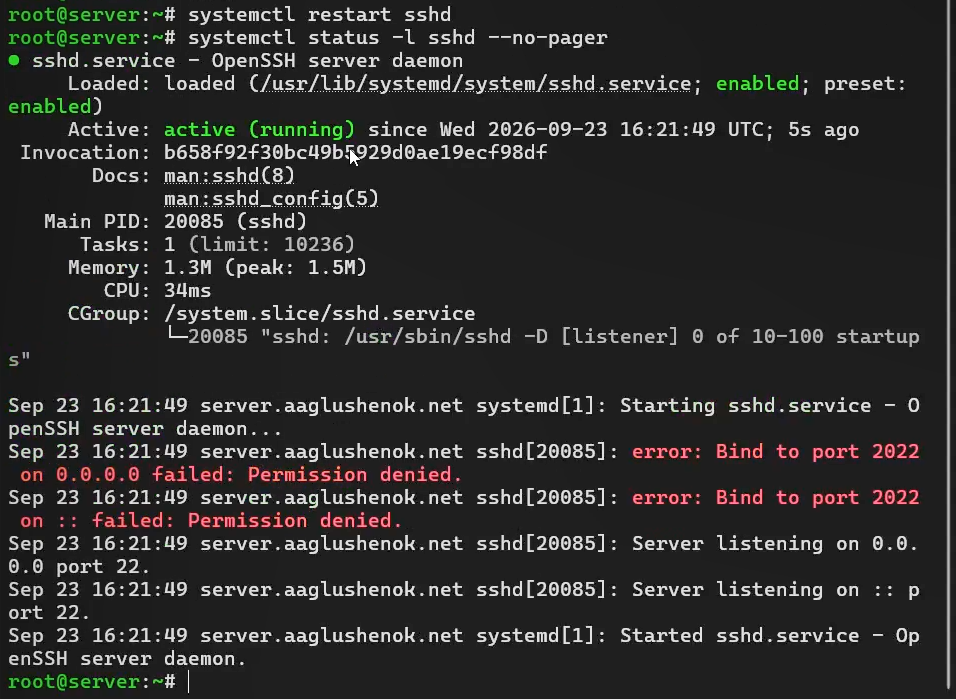 root@server:~# systemctl restart sshd
root@server:~# systemctl status -l sshd --no-pager
● sshd.service - OpenSSH server daemon
     Loaded: loaded (/usr/lib/systemd/system/sshd.service; enabled; preset:
enabled)
     Active: active (running) since Wed 2026-09-23 16:21:49 UTC; 5s ago
 Invocation: b658f92f30bc49b5929d0ae19ecf98df
       Docs: man:sshd(8)
             man:sshd_config(5)
   Main PID: 20085 (sshd)
      Tasks: 1 (limit: 10236)
     Memory: 1.3M (peak: 1.5M)
        CPU: 34ms
     CGroup: /system.slice/sshd.service
             └─20085 "sshd: /usr/sbin/sshd -D [listener] 0 of 10-100 startup
s"

Sep 23 16:21:49 server.aaglushenok.net systemd[1]: Starting sshd.service - O
penSSH server daemon...
Sep 23 16:21:49 server.aaglushenok.net sshd[20085]: error: Bind to port 2022
 on 0.0.0.0 failed: Permission denied.
Sep 23 16:21:49 server.aaglushenok.net sshd[20085]: error: Bind to port 2022
 on :: failed: Permission denied.
Sep 23 16:21:49 server.aaglushenok.net sshd[20085]: Server listening on 0.0.
0.0 port 22.
Sep 23 16:21:49 server.aaglushenok.net sshd[20085]: Server listening on :: p
ort 22.
Sep 23 16:21:49 server.aaglushenok.net systemd[1]: Started sshd.service - Op
enSSH server daemon.
root@server:~#